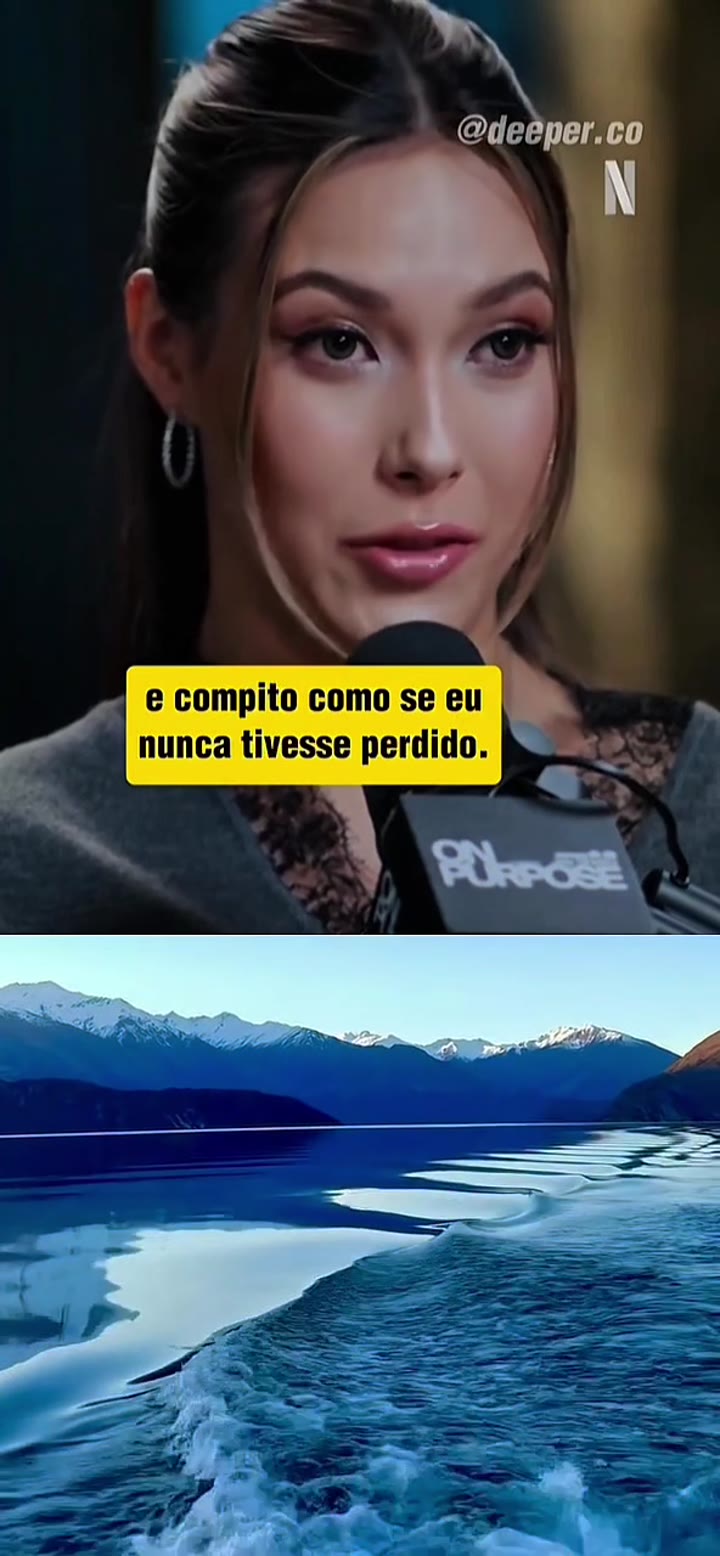 @deeper.co
N
e compito como se eu
nunca tivesse perdido.
ON
PURPOSE